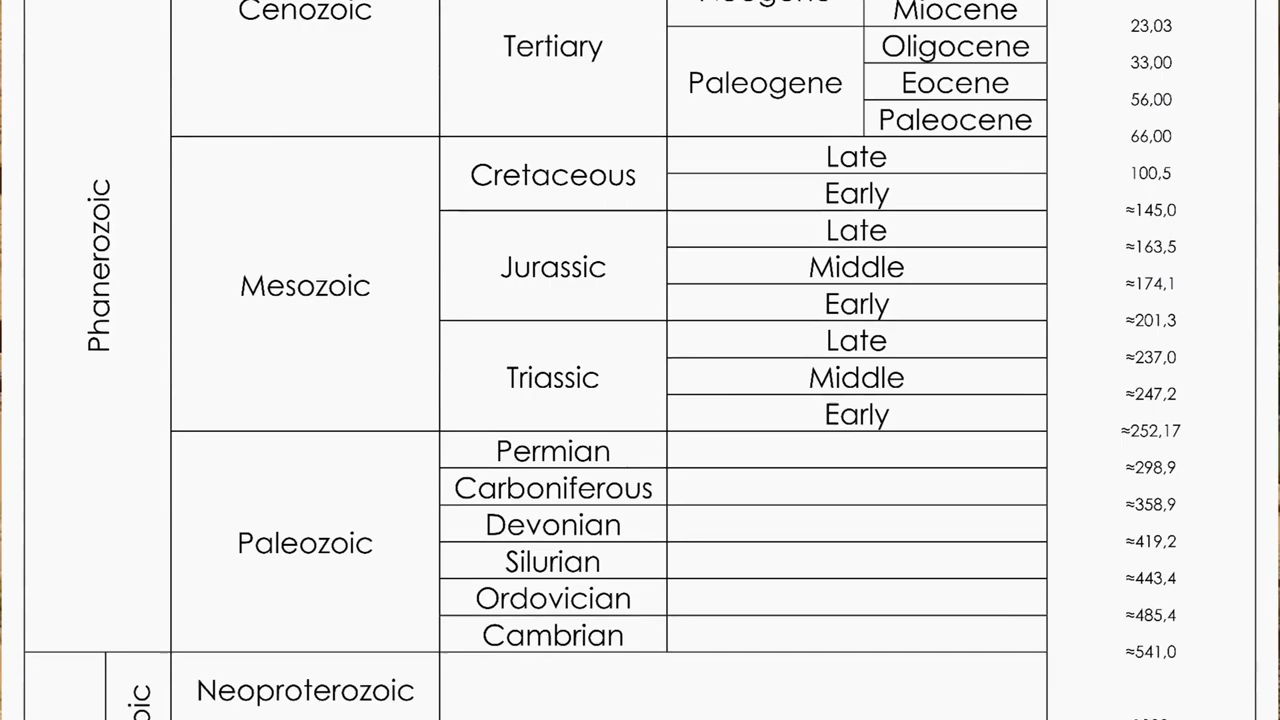 Cenozoic
Miocene
23,03
Tertiary
Oligocene
33,00
Paleogene
Eocene
56,00
Paleocene
66,00
Phanerozoic
Mesozoic
Cretaceous
Late
100,5
Early
≈145,0
Jurassic
Late
≈163,5
Middle
≈174,1
Early
≈201,3
Triassic
Late
≈237,0
Middle
≈247,2
Early
≈252,17
Paleozoic
Permian
≈298,9
Carboniferous
≈358,9
Devonian
≈419,2
Silurian
≈443,4
Ordovician
≈485,4
Cambrian
≈541,0
Neoproterozoic